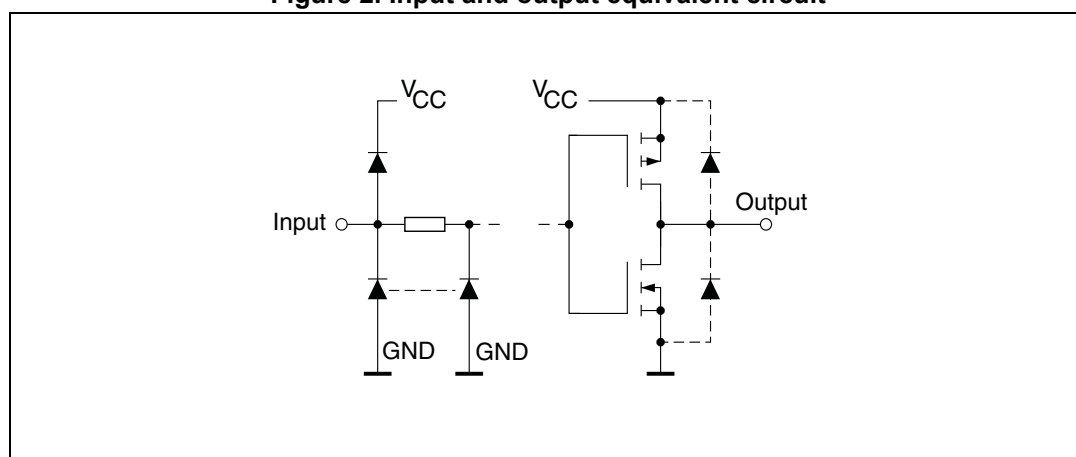 Figure 2. Input and output equivalent circuit
VCC
VCC
Output
Input
GND
GND